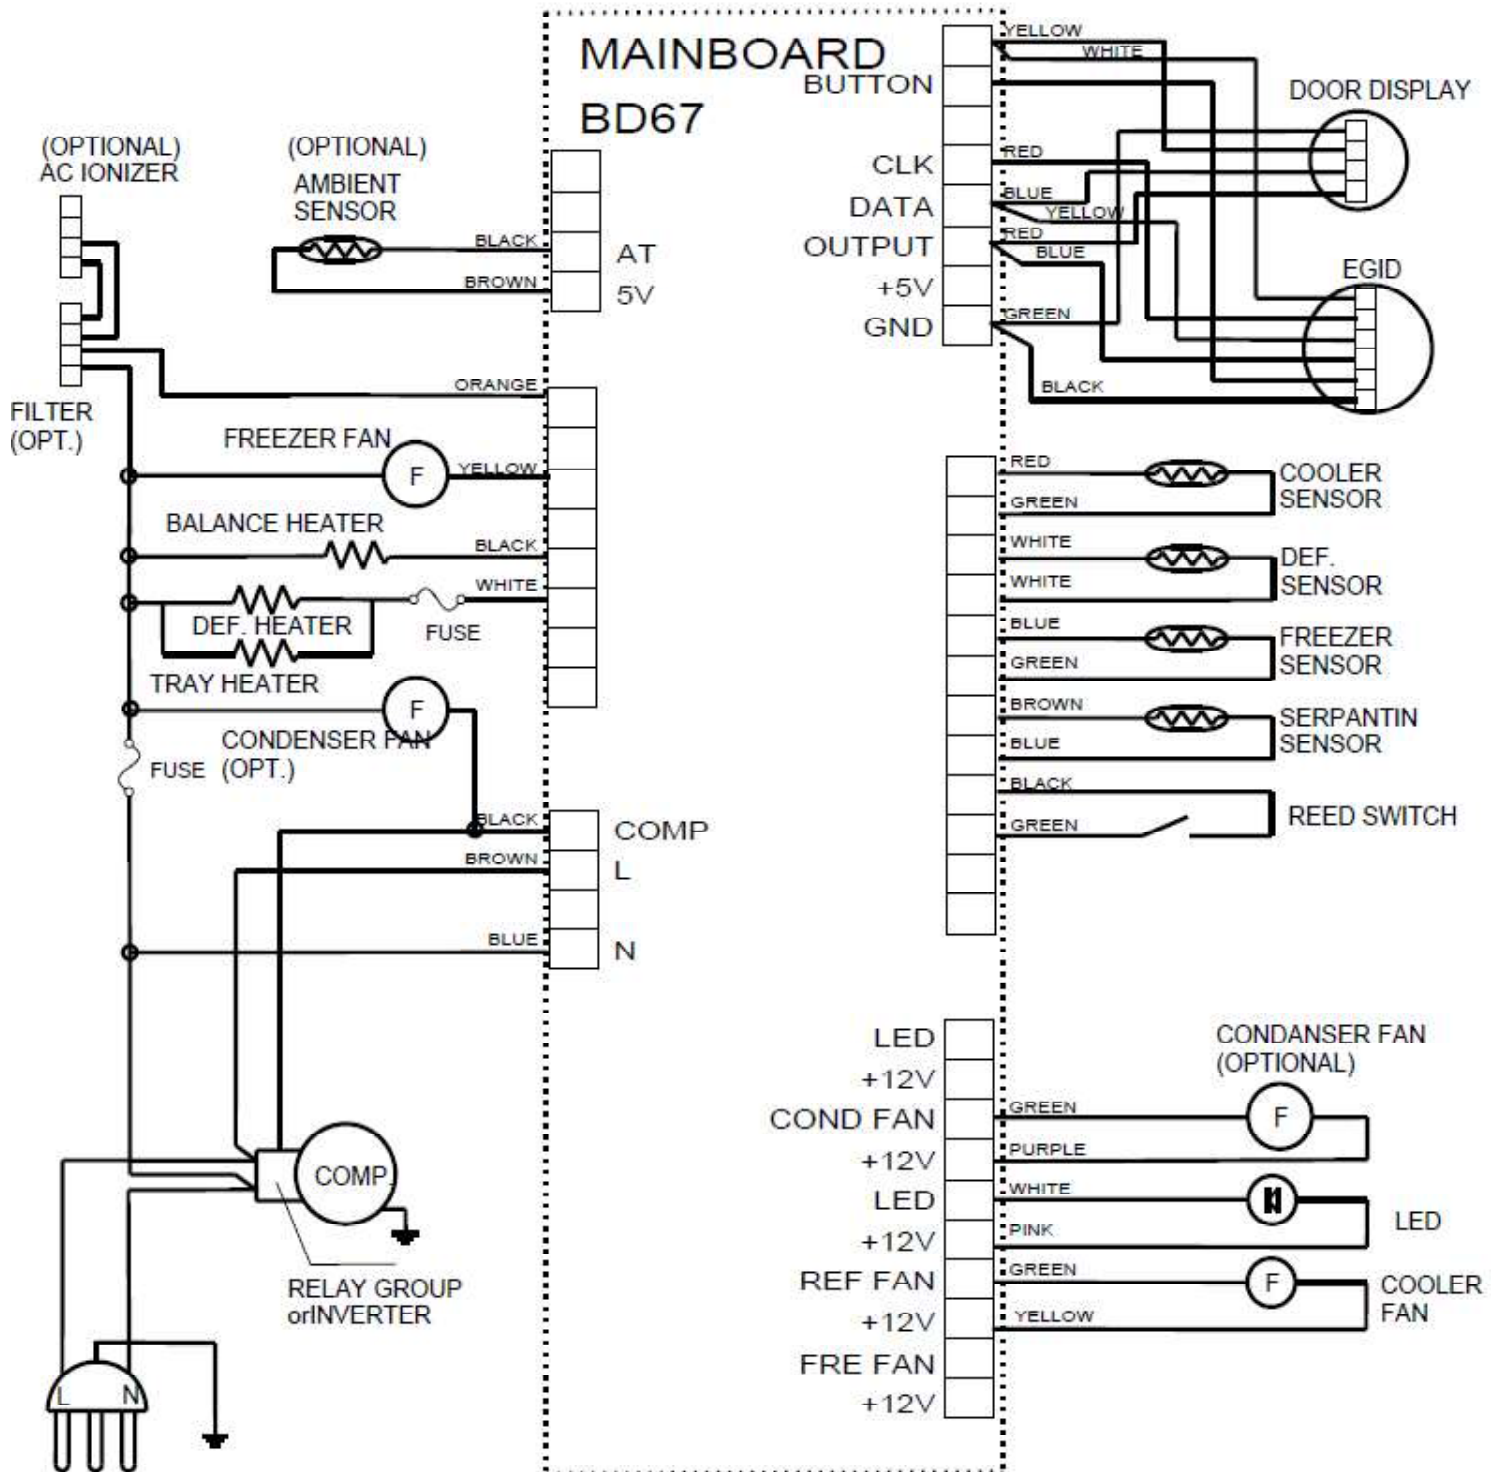 MAINBOARD
BD67
(OPTIONAL)
AC IONIZER
(OPTIONAL)
AMBIENT
SENSOR
BLACK
AT
BROWN
5V
ORANGE
FILTER
(OPT.)
FREEZER FAN
F
YELLOW
BALANCE HEATER
BLACK
WHITE
DEF. HEATER
FUSE
TRAY HEATER
F
CONDENSER FAN
(OPT.)
FUSE
BLACK
COMP
BROWN
L
BLUE
N
COMP.
RELAY GROUP
orINVERTER
L
N
YELLOW
WHITE
BUTTON
DOOR DISPLAY
CLK
RED
DATA
BLUE
YELLOW
OUTPUT
RED
BLUE
+5V
EGID
GND
GREEN
BLACK
RED
GREEN
COOLER
SENSOR
WHITE
WHITE
DEF.
SENSOR
BLUE
GREEN
FREEZER
SENSOR
BROWN
BLUE
SERPANTIN
SENSOR
BLACK
GREEN
REED SWITCH
LED
+12V
CONDANSER FAN
(OPTIONAL)
COND FAN
GREEN
F
+12V
PURPLE
LED
WHITE
LED
+12V
PINK
REF FAN
GREEN
F
COOLER
FAN
+12V
YELLOW
FRE FAN
+12V